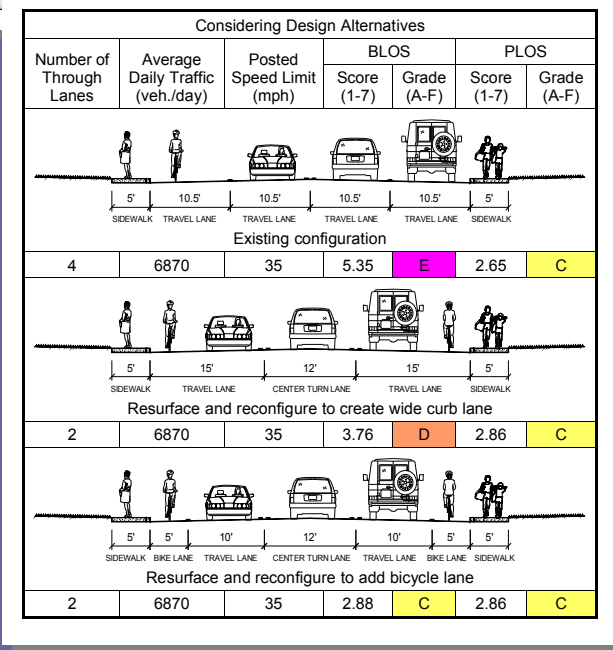 Considering Design Alternatives
Number of Through Lanes
Average Daily Traffic (veh./day)
Posted Speed Limit (mph)
BLOS
PLOS
Score (1-7)
Grade (A-F)
Score (1-7)
Grade (A-F)
5' 10.5' 10.5' 10.5' 10.5' 5'
SIDEWALK TRAVEL LANE TRAVEL LANE TRAVEL LANE TRAVEL LANE SIDEWALK
Existing configuration
4 6870 35 5.35 E 2.65 C
5' 15' 12' 15' 5'
SIDEWALK TRAVEL LANE CENTER TURN LANE TRAVEL LANE SIDEWALK
Resurface and reconfigure to create wide curb lane
2 6870 35 3.76 D 2.86 C
5' 5' 10' 12' 10' 5' 5'
SIDEWALK BIKE LANE TRAVEL LANE CENTER TURN LANE TRAVEL LANE BIKE LANE SIDEWALK
Resurface and reconfigure to add bicycle lane
2 6870 35 2.88 C 2.86 C